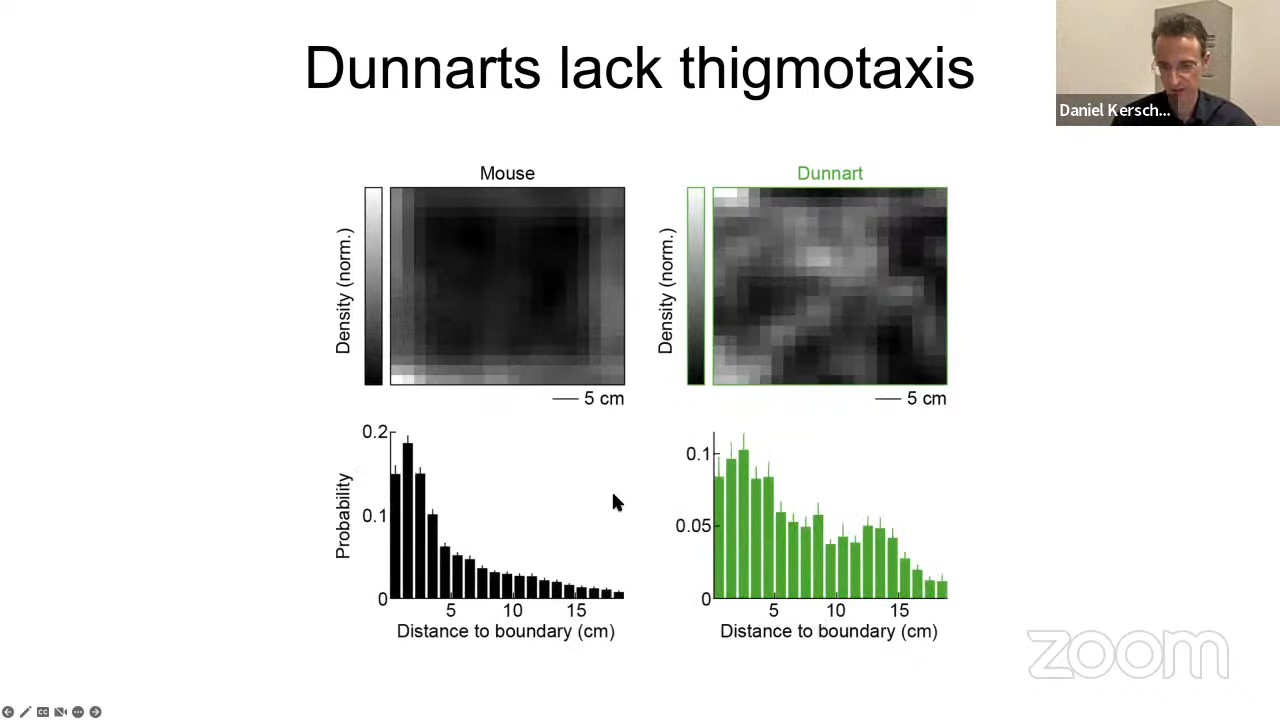 Dunnarts lack thigmotaxis
Daniel Kersch...
Mouse
Density (norm.)
5 cm
Dunnart
Density (norm.)
5 cm
0.2
0.1
0
Probability
5 10 15
Distance to boundary (cm)
0.1
0.05
0
5 10 15
Distance to boundary (cm)
zoom
CC